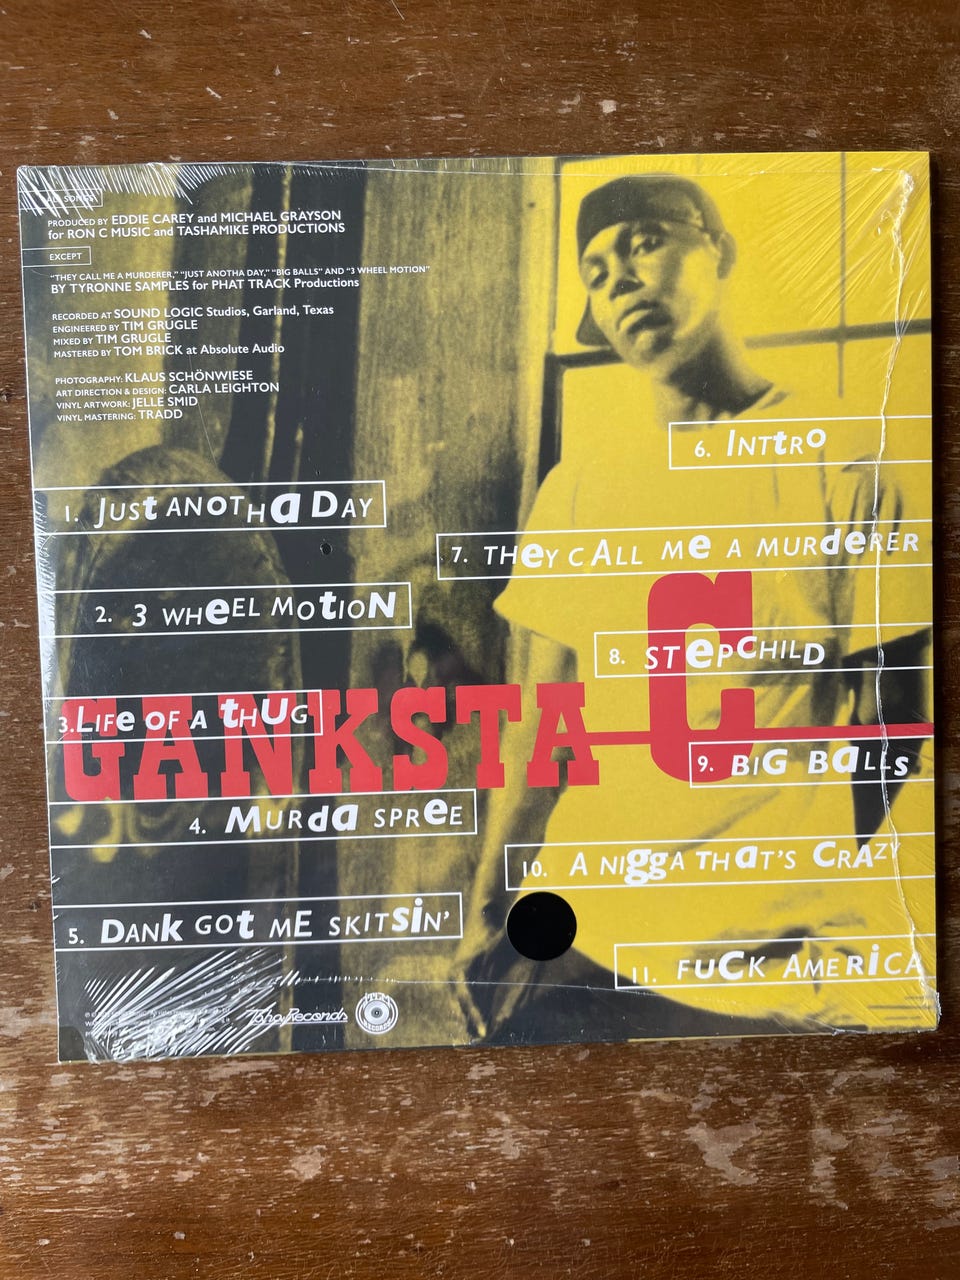 ALL SONGS
PRODUCED BY EDDIE CAREY and MICHAEL GRAYSON
for RON C MUSIC and TASHAMIKE PRODUCTIONS
EXCEPT
"THEY CALL ME A MURDERER," "JUST ANOTHA DAY," "BIG BALLS" AND "3 WHEEL MOTION"
BY TYRONNE SAMPLES for PHAT TRACK Productions
RECORDED AT SOUND LOGIC Studios, Garland, Texas
ENGINEERED BY TIM GRUGLE
MIXED BY TIM GRUGLE
MASTERED BY TOM BRICK at Absolute Audio
PHOTOGRAPHY: KLAUS SCHÖNWIESE
ART DIRECTION & DESIGN: CARLA LEIGHTON
VINYL ARTWORK: JELLE SMID
VINYL MASTERING: TRADD
1. JUSt ANOTHa DAY
2. 3 WHeEL MOtION
3. LIFe OF A tHUG
4. MURda SPReE
5. DANk GOt ME SKITsiN'
GANKSTA C
6. INTtRO
7. THeY CALL Me A MURdeRER
8. STePCHILD
9. BIG BaLLs
10. A NIggA THaT'S CRAZY
11. FuCK AMERiCA
Tasha Records
RECORDS